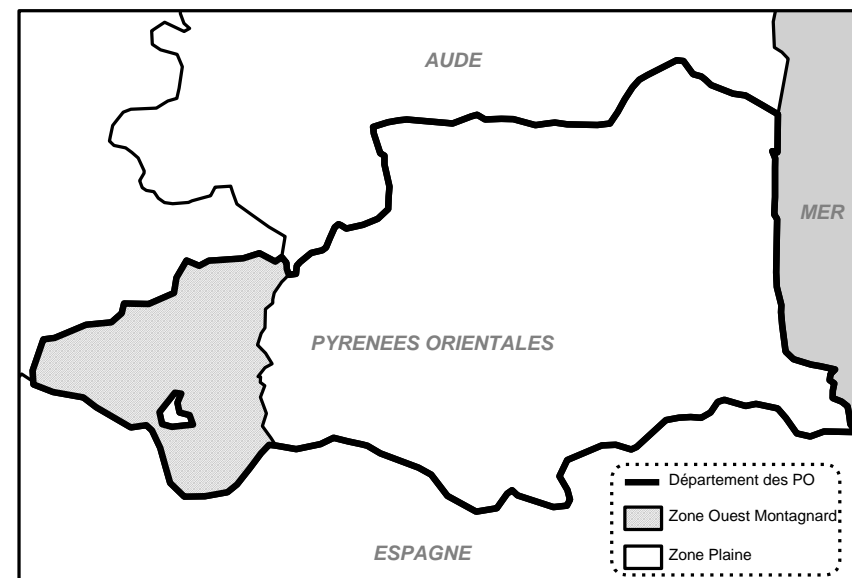 AUDE
MER
PYRENEES ORIENTALES
ESPAGNE
Département des PO
Zone Ouest Montagnard
Zone Plaine